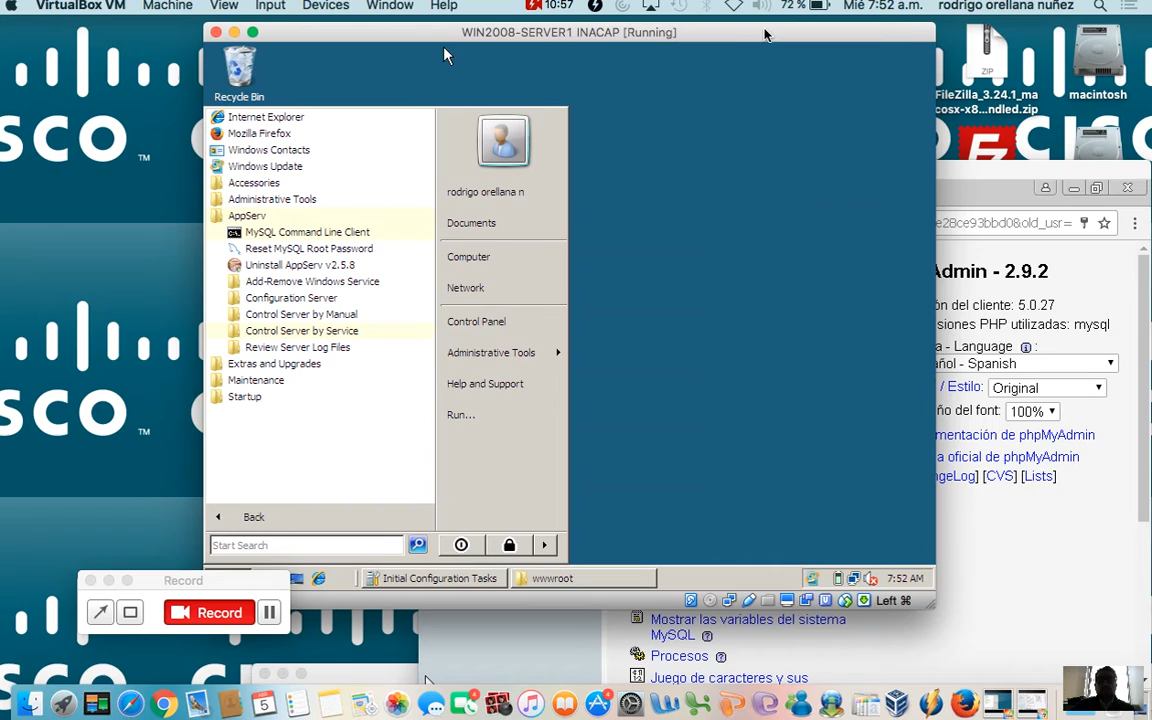 VirtualBox VM Machine View Input Devices Window Help 10:57 72 % Mié 7:52 a.m. rodrigo orellana nuñez
WIN2008-SERVER1 INACAP [Running]
Recycle Bin
ZIP
FileZilla_3.24.1_ma
cosx-x8...ndled.zip
macintosh
CISCO
™
Internet Explorer
Mozilla Firefox
Windows Contacts
Windows Update
Accessories
Administrative Tools
AppServ
MySQL Command Line Client
Reset MySQL Root Password
Uninstall AppServ v2.5.8
Add-Remove Windows Service
Configuration Server
Control Server by Manual
Control Server by Service
Review Server Log Files
Extras and Upgrades
Maintenance
Startup
Back
Start Search
rodrigo orellana n
Documents
Computer
Network
Control Panel
Administrative Tools
Help and Support
Run...
Initial Configuration Tasks
wwwroot
7:52 AM
Left ⌘
e28ce93bbd0&old_usr=
Admin - 2.9.2
ón del cliente: 5.0.27
siones PHP utilizadas: mysql
a - Language :
añol - Spanish
/ Estilo: Original
ño del font: 100%
mentación de phpMyAdmin
a oficial de phpMyAdmin
ngeLog] [CVS] [Lists]
Mostrar las variables del sistema
MySQL
Procesos
Juego de caracteres y sus
Record
Record
5